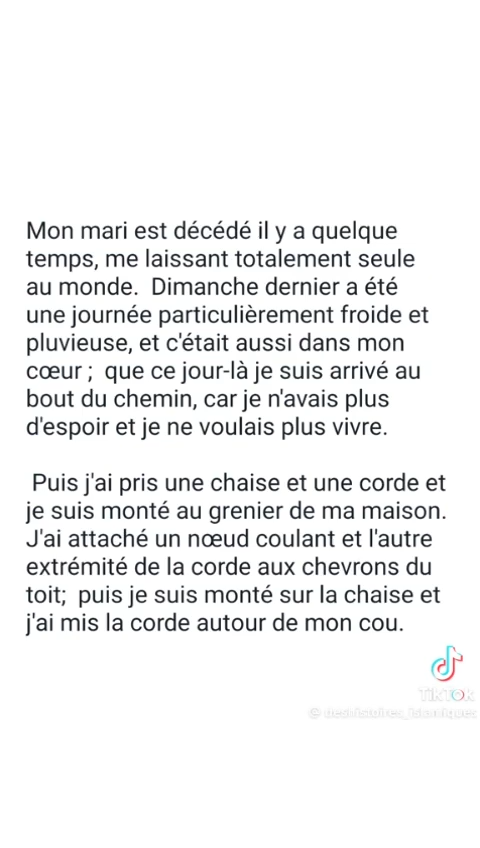 Mon mari est décédé il y a quelque
temps, me laissant totalement seule
au monde. Dimanche dernier a été
une journée particulièrement froide et
pluvieuse, et c'était aussi dans mon
cœur ; que ce jour-là je suis arrivé au
bout du chemin, car je n'avais plus
d'espoir et je ne voulais plus vivre.
Puis j'ai pris une chaise et une corde et
je suis monté au grenier de ma maison.
J'ai attaché un nœud coulant et l'autre
extrémité de la corde aux chevrons du
toit; puis je suis monté sur la chaise et
j'ai mis la corde autour de mon cou.
TikTok